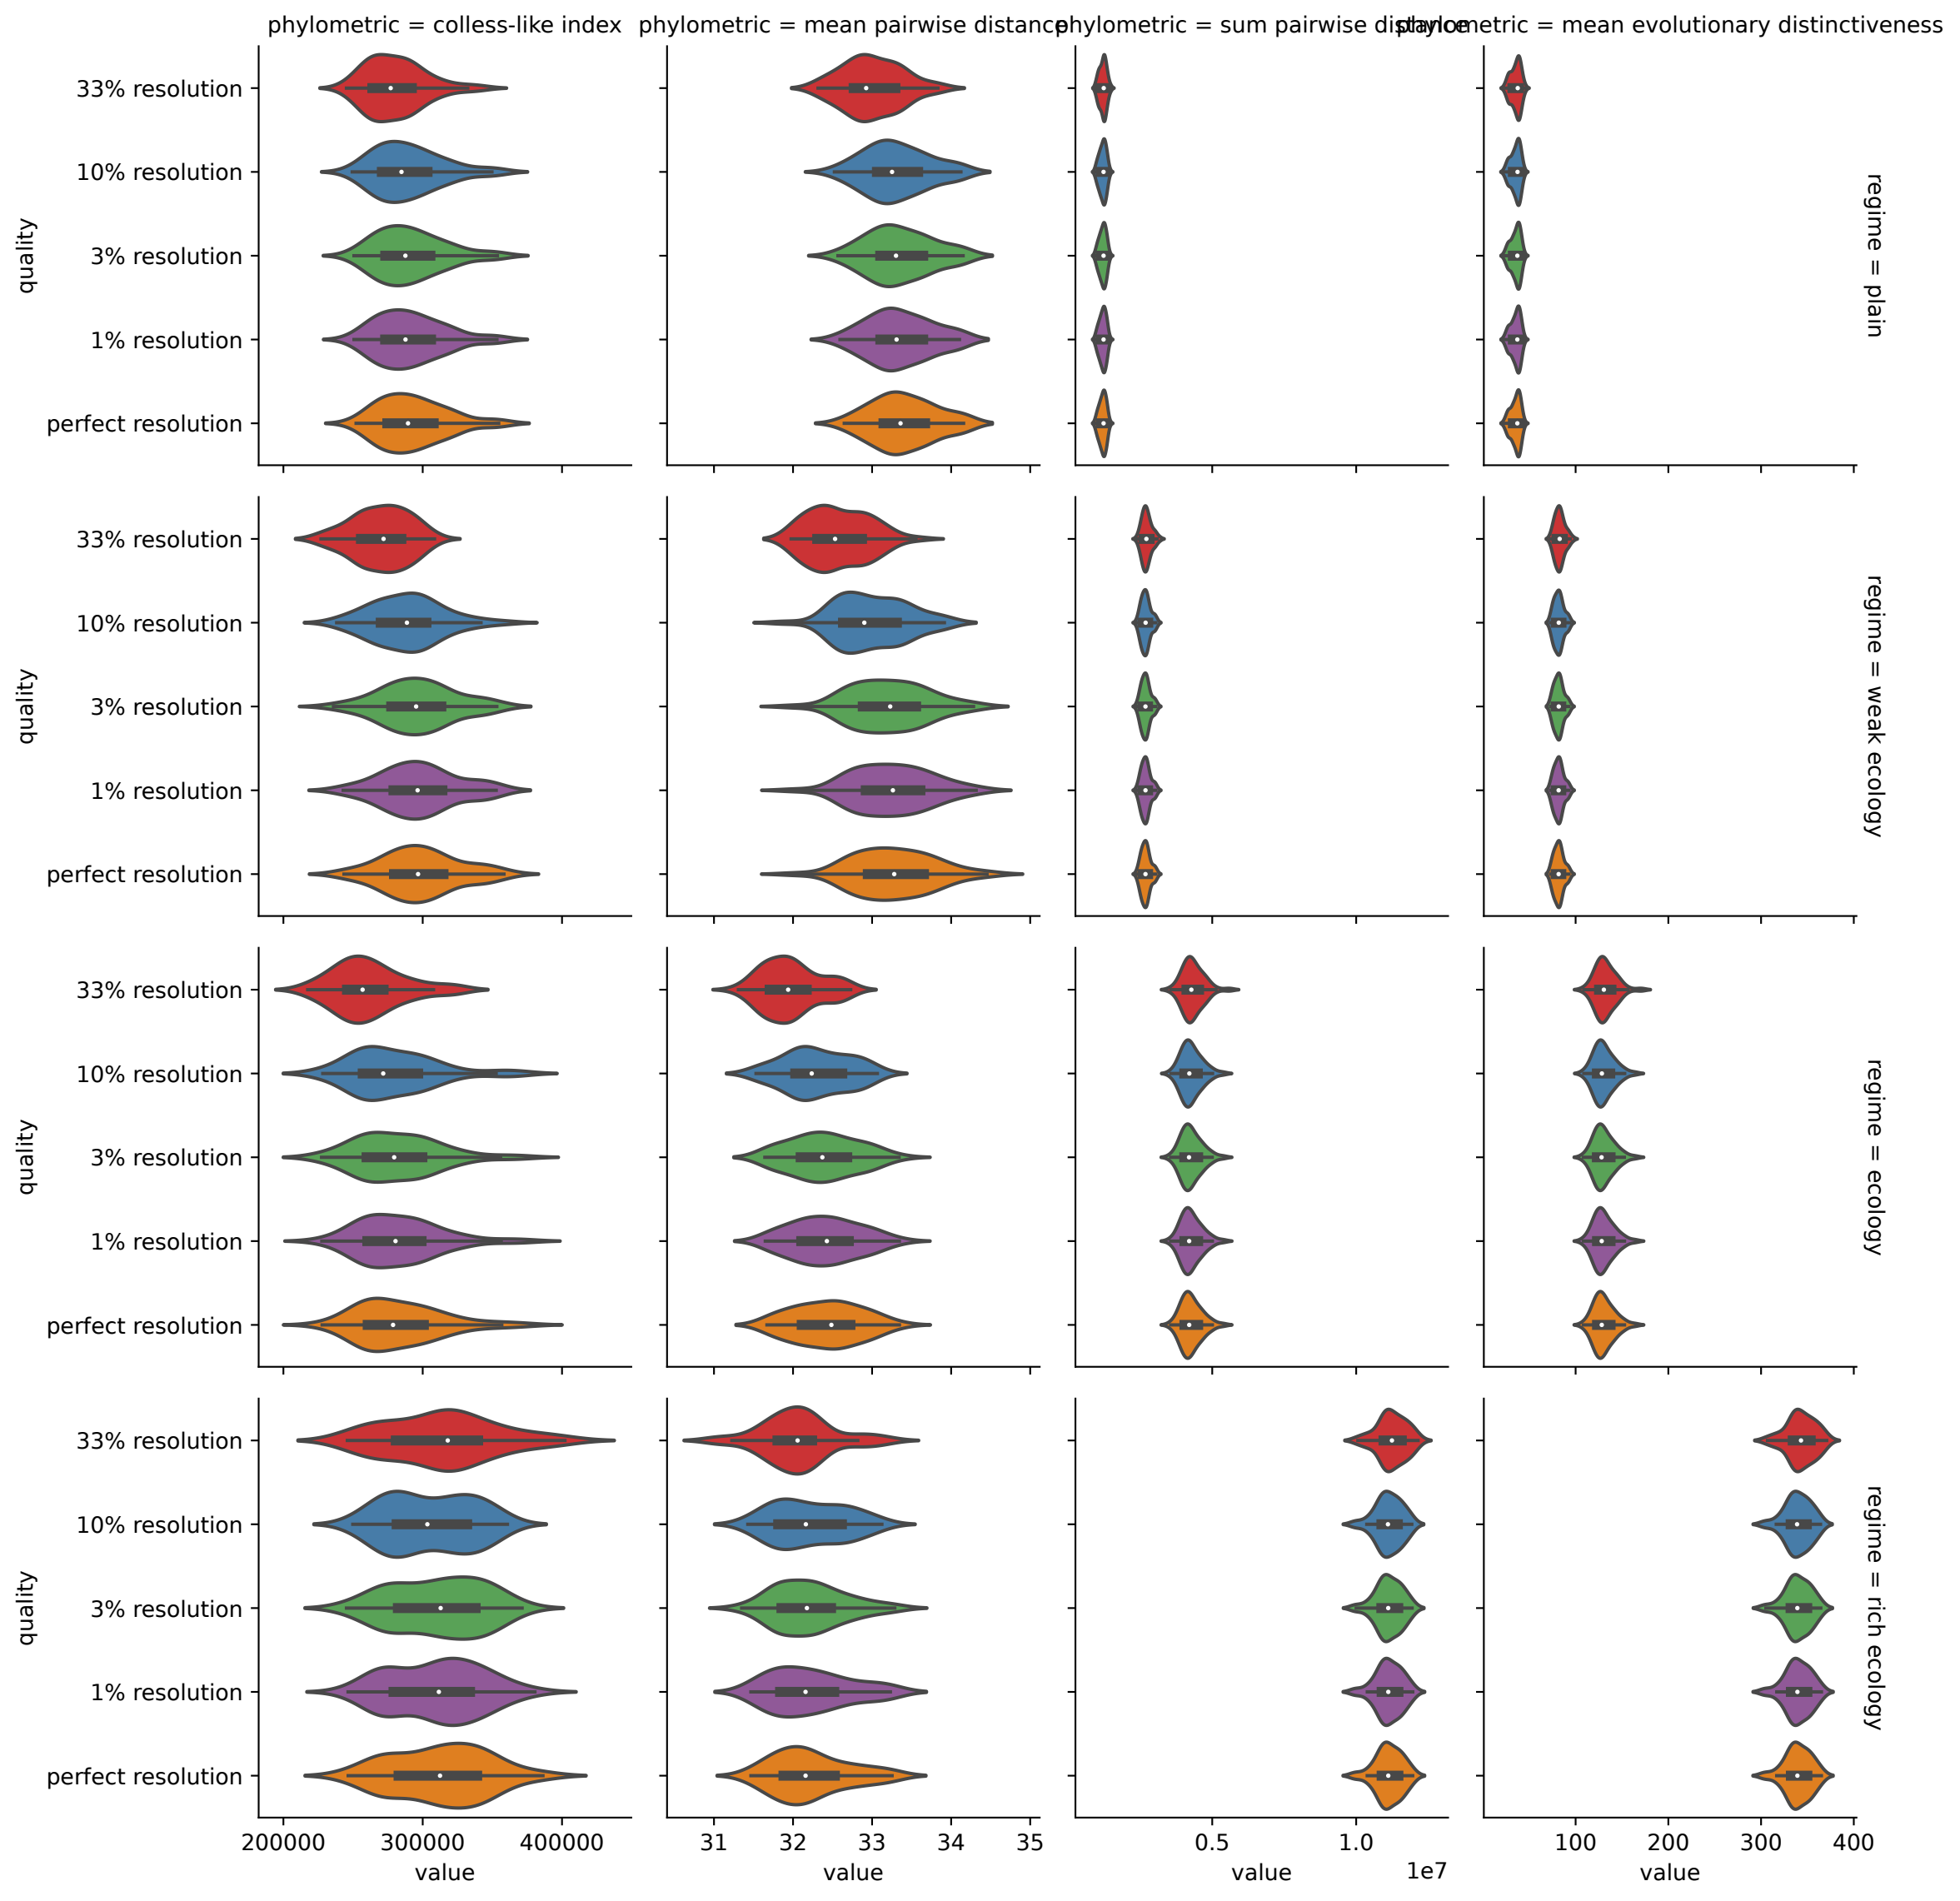 phylometric = colless-like index
phylometric = mean pairwise distance
phylometric = sum pairwise distance
phylometric = mean evolutionary distinctiveness
33% resolution
10% resolution
3% resolution
1% resolution
perfect resolution
quality
regime = plain
33% resolution
10% resolution
3% resolution
1% resolution
perfect resolution
quality
regime = weak ecology
33% resolution
10% resolution
3% resolution
1% resolution
perfect resolution
quality
regime = ecology
33% resolution
10% resolution
3% resolution
1% resolution
perfect resolution
quality
regime = rich ecology
200000 300000 400000
value
31 32 33 34 35
value
0.5 1.0
value
1e7
100 200 300 400
value